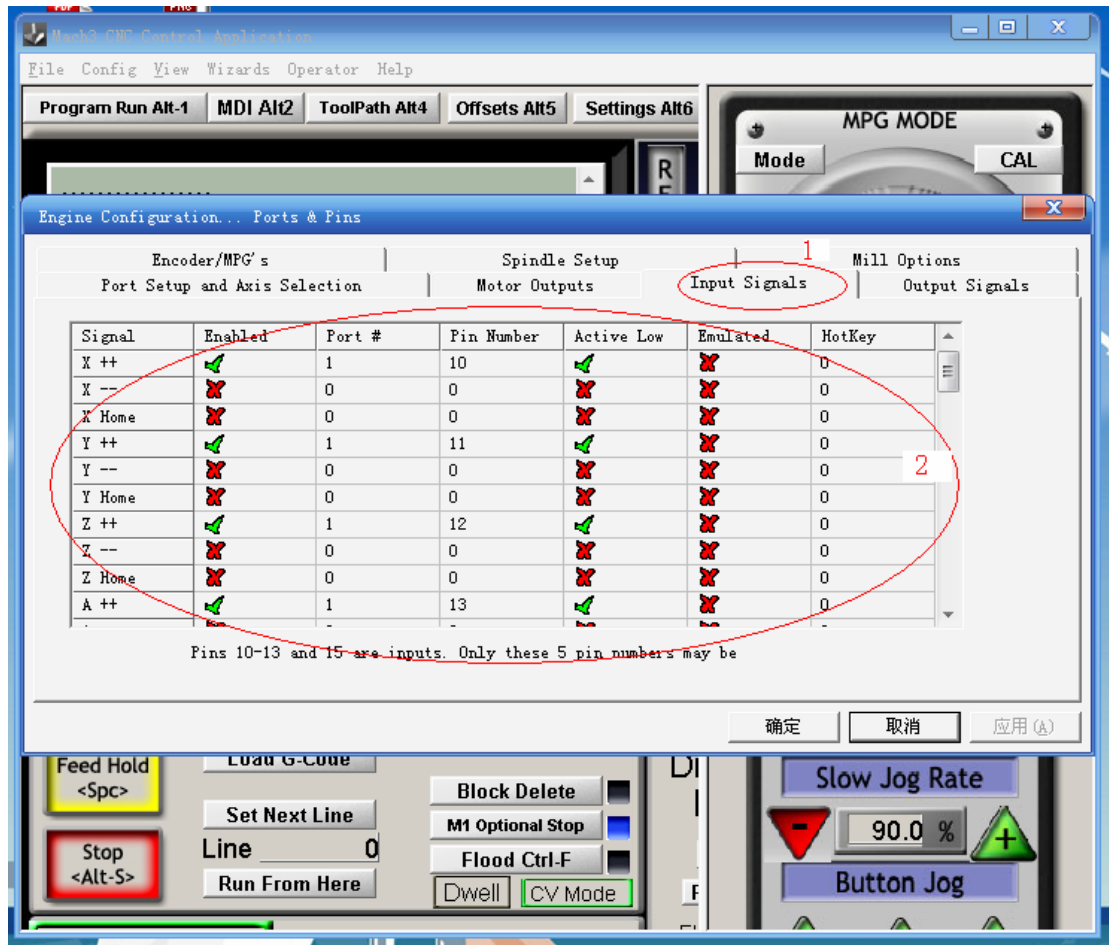 PDF PNG
Mach3 CNC Control Application
File Config View Wizards Operator Help
Program Run Alt-1 MDI Alt2 ToolPath Alt4 Offsets Alt5 Settings Alt6
MPG MODE
Mode CAL
R
Engine Configuration... Ports & Pins
1
Encoder/MPG's Spindle Setup Mill Options
Port Setup and Axis Selection Motor Outputs Input Signals Output Signals
Signal Enabled Port # Pin Number Active Low Emulated HotKey
X ++ 1 10 0
X -- 0 0 0
X Home 0 0 0
Y ++ 1 11 0
Y -- 0 0 0
2
Y Home 0 0 0
Z ++ 1 12 0
Z -- 0 0 0
Z Home 0 0 0
A ++ 1 13 0
Pins 10-13 and 15 are inputs. Only these 5 pin numbers may be
确定 取消 应用(A)
Feed Hold
<Spc>
Load G-Code
Set Next Line
Line 0
Run From Here
Stop
<Alt-S>
Block Delete
M1 Optional Stop
Flood Ctrl-F
Dwell CV Mode
Slow Jog Rate
90.0 %
Button Jog